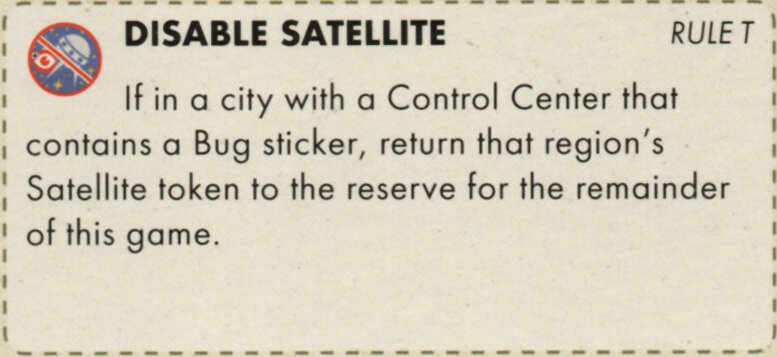 DISABLE SATELLITE RULE T
If in a city with a Control Center that
contains a Bug sticker, return that region's
Satellite token to the reserve for the remainder
of this game.